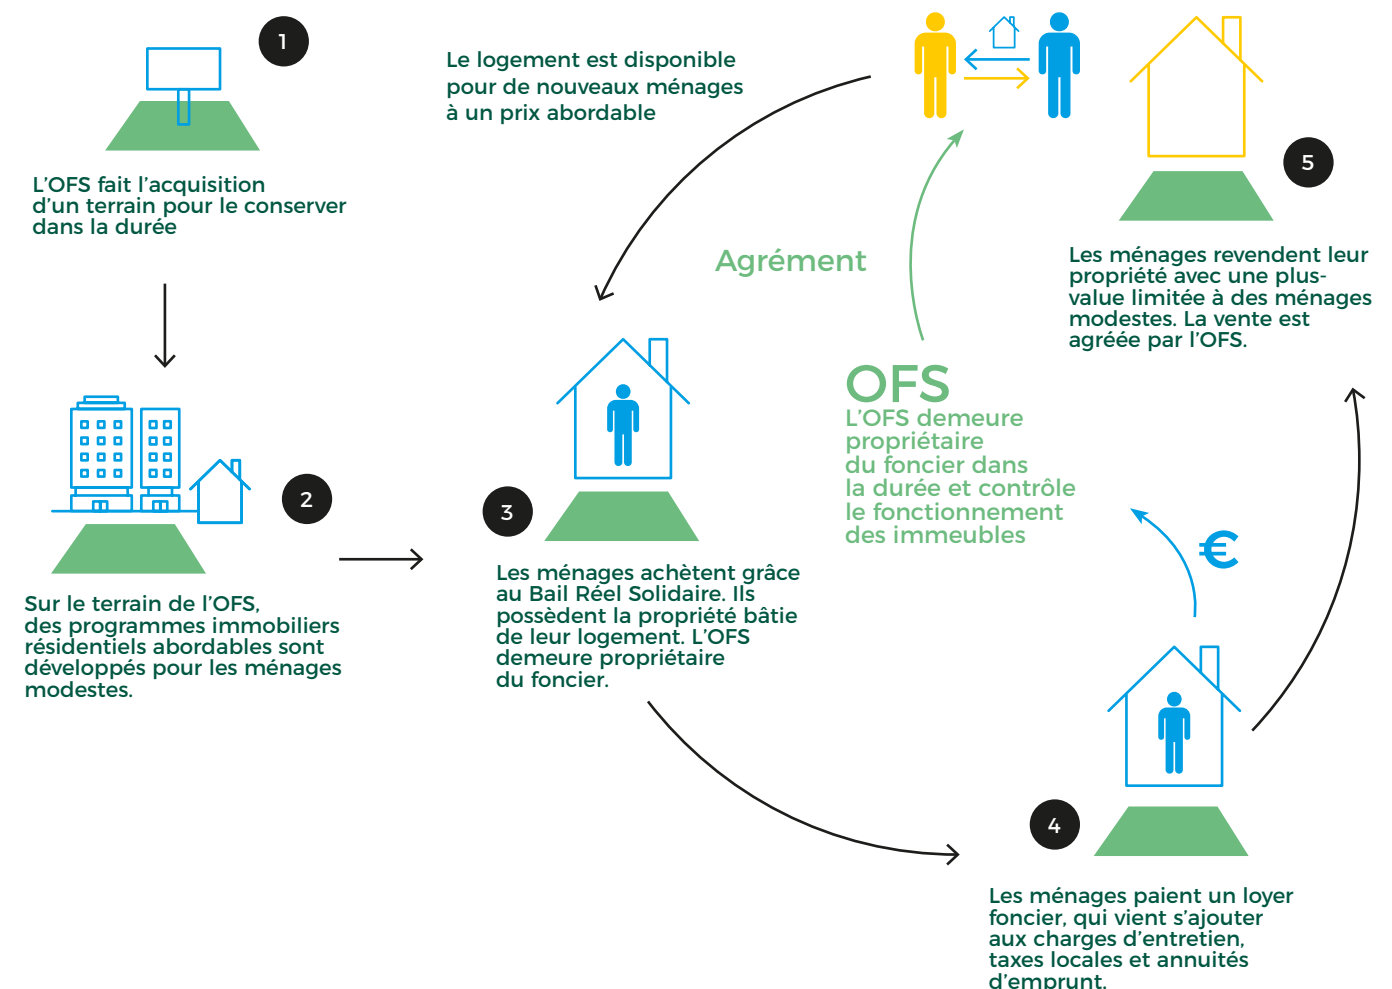 1
L'OFS fait l'acquisition
d'un terrain pour le conserver
dans la durée
2
Sur le terrain de l'OFS,
des programmes immobiliers
résidentiels abordables sont
développés pour les ménages
modestes.
3
Les ménages achètent grâce
au Bail Réel Solidaire. Ils
possèdent la propriété bâtie
de leur logement. L'OFS
demeure propriétaire
du foncier.
4
Les ménages paient un loyer
foncier, qui vient s'ajouter
aux charges d'entretien,
taxes locales et annuités
d'emprunt.
€
OFS
L'OFS demeure
propriétaire
du foncier dans
la durée et contrôle
le fonctionnement
des immeubles
Agrément
5
Les ménages revendent leur
propriété avec une plus-
value limitée à des ménages
modestes. La vente est
agréée par l'OFS.
Le logement est disponible
pour de nouveaux ménages
à un prix abordable